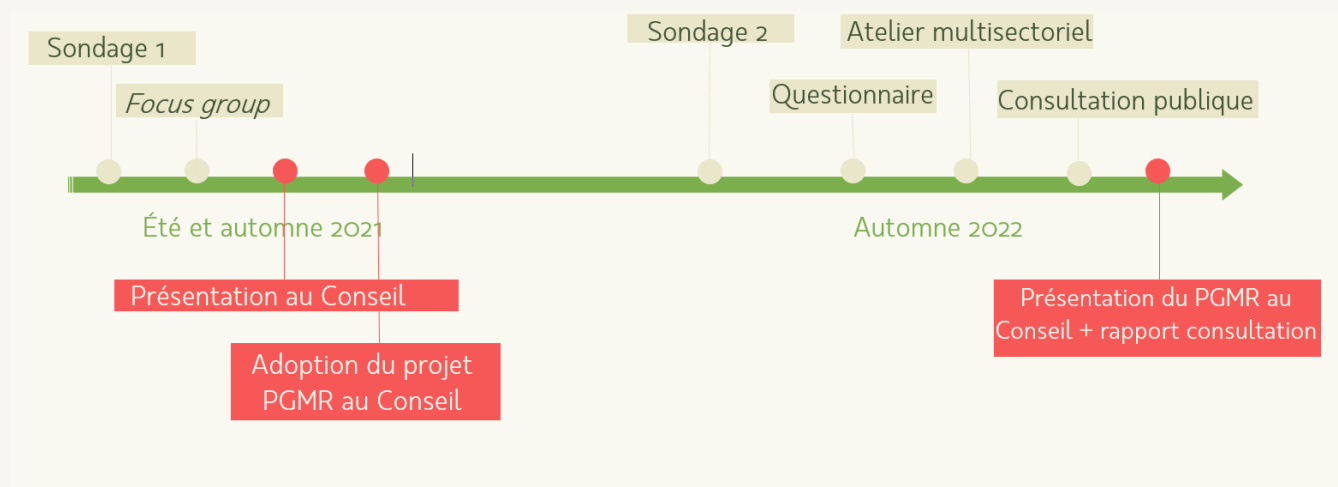 Sondage 1
Focus group
Sondage 2
Atelier multisectoriel
Questionnaire
Consultation publique
Été et automne 2021
Automne 2022
Présentation au Conseil
Adoption du projet
PGMR au Conseil
Présentation du PGMR au
Conseil + rapport consultation